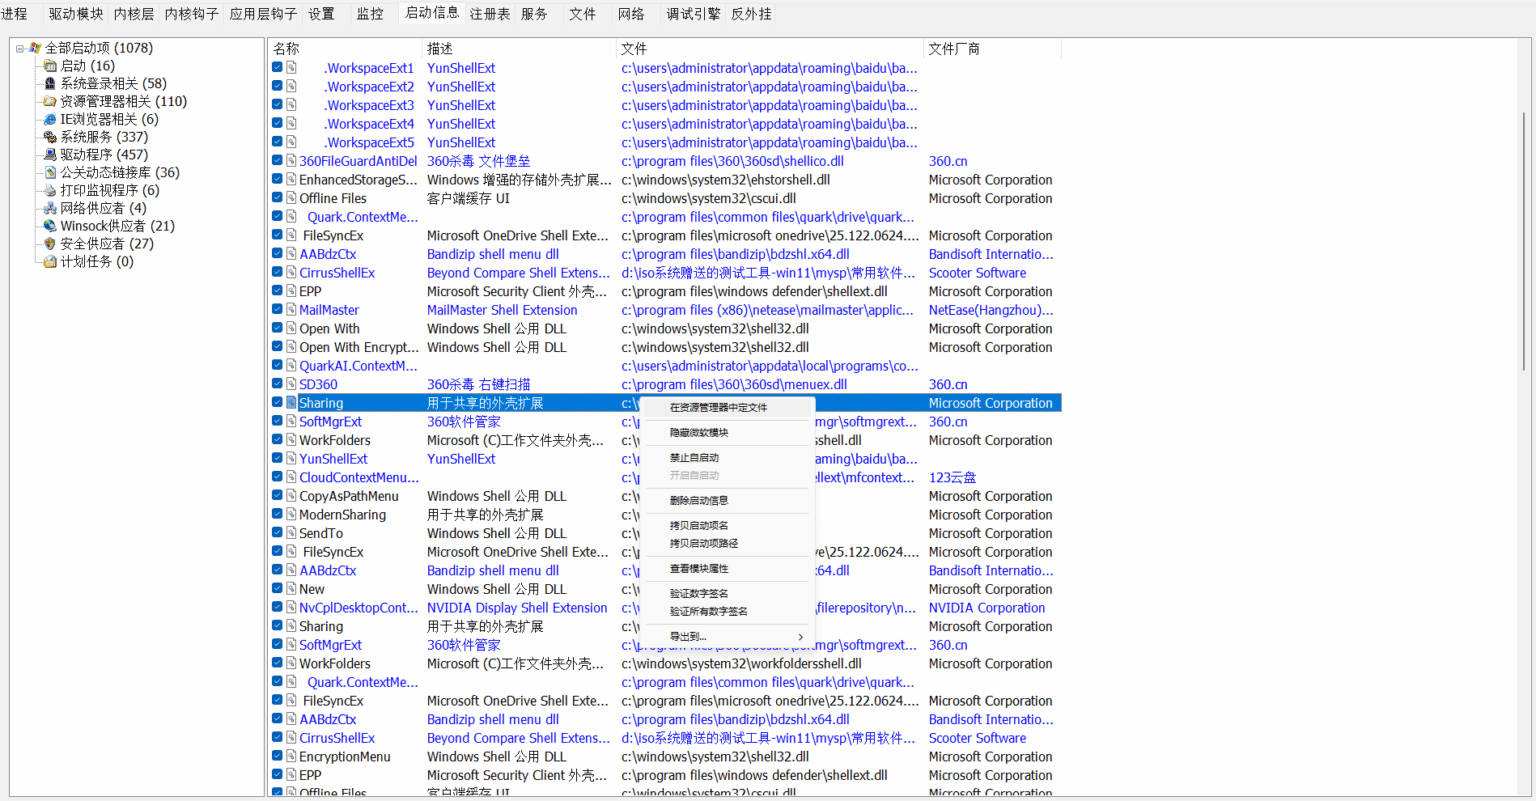 进程 驱动模块 内核层 内核钩子 应用层钩子 设置 监控 启动信息 注册表 服务 文件 网络 调试引擎 反外挂
全部启动项 (1078)
启动 (16)
系统登录相关 (58)
资源管理器相关 (110)
IE浏览器相关 (6)
系统服务 (337)
驱动程序 (457)
公关动态链接库 (36)
打印监视程序 (6)
网络供应者 (4)
Winsock供应者 (21)
安全供应者 (27)
计划任务 (0)
名称 描述 文件 文件厂商
.WorkspaceExt1 YunShellExt c:\users\administrator\appdata\roaming\baidu\ba...
.WorkspaceExt2 YunShellExt c:\users\administrator\appdata\roaming\baidu\ba...
.WorkspaceExt3 YunShellExt c:\users\administrator\appdata\roaming\baidu\ba...
.WorkspaceExt4 YunShellExt c:\users\administrator\appdata\roaming\baidu\ba...
.WorkspaceExt5 YunShellExt c:\users\administrator\appdata\roaming\baidu\ba...
360FileGuardAntiDel 360杀毒 文件堡垒 c:\program files\360\360sd\shellico.dll 360.cn
EnhancedStorageS... Windows 增强的存储外壳扩展... c:\windows\system32\ehstorshell.dll Microsoft Corporation
Offline Files 客户端缓存 UI c:\windows\system32\cscui.dll Microsoft Corporation
Quark.ContextMe... c:\program files\common files\quark\drive\quark...
FileSyncEx Microsoft OneDrive Shell Exte... c:\program files\microsoft onedrive\25.122.0624.... Microsoft Corporation
AABdzCtx Bandizip shell menu dll c:\program files\bandizip\bdzshl.x64.dll Bandisoft Internatio...
CirrusShellEx Beyond Compare Shell Extens... d:\iso系统赠送的测试工具-win11\mysp\常用软件... Scooter Software
EPP Microsoft Security Client 外壳... c:\program files\windows defender\shellext.dll Microsoft Corporation
MailMaster MailMaster Shell Extension c:\program files (x86)\netease\mailmaster\applic... NetEase(Hangzhou)...
Open With Windows Shell 公用 DLL c:\windows\system32\shell32.dll Microsoft Corporation
Open With Encrypt... Windows Shell 公用 DLL c:\windows\system32\shell32.dll Microsoft Corporation
QuarkAI.ContextM... c:\users\administrator\appdata\local\programs\co...
SD360 360杀毒 右键扫描 c:\program files\360\360sd\menuex.dll 360.cn
Sharing 用于共享的外壳扩展 c:\ Microsoft Corporation
SoftMgrExt 360软件管家 c:\p mgr\softmgrext... 360.cn
WorkFolders Microsoft (C)工作文件夹外壳... c:\w sshell.dll Microsoft Corporation
YunShellExt YunShellExt c:\u aming\baidu\ba...
CloudContextMenu... c:\p ellext\mfcontext... 123云盘
CopyAsPathMenu Windows Shell 公用 DLL c:\w Microsoft Corporation
ModernSharing 用于共享的外壳扩展 c:\w Microsoft Corporation
SendTo Windows Shell 公用 DLL c:\w Microsoft Corporation
FileSyncEx Microsoft OneDrive Shell Exte... c:\p ve\25.122.0624.... Microsoft Corporation
AABdzCtx Bandizip shell menu dll c:\p x64.dll Bandisoft Internatio...
New Windows Shell 公用 DLL c:\w Microsoft Corporation
NvCplDesktopCont... NVIDIA Display Shell Extension c:\w filerepository\n... NVIDIA Corporation
Sharing 用于共享的外壳扩展 c:\w Microsoft Corporation
SoftMgrExt 360软件管家 c:\program files\360\360safe\softmgr\softmgrext... 360.cn
WorkFolders Microsoft (C)工作文件夹外壳... c:\windows\system32\workfoldersshell.dll Microsoft Corporation
Quark.ContextMe... c:\program files\common files\quark\drive\quark...
FileSyncEx Microsoft OneDrive Shell Exte... c:\program files\microsoft onedrive\25.122.0624.... Microsoft Corporation
AABdzCtx Bandizip shell menu dll c:\program files\bandizip\bdzshl.x64.dll Bandisoft Internatio...
CirrusShellEx Beyond Compare Shell Extens... d:\iso系统赠送的测试工具-win11\mysp\常用软件... Scooter Software
EncryptionMenu Windows Shell 公用 DLL c:\windows\system32\shell32.dll Microsoft Corporation
EPP Microsoft Security Client 外壳... c:\program files\windows defender\shellext.dll Microsoft Corporation
Offline Files 客户端缓存 UI c:\windows\system32\cscui.dll Microsoft Corporation
在资源管理器中定文件
隐藏微软模块
禁止自启动
开启自启动
删除启动信息
拷贝启动项名
拷贝启动项路径
查看模块属性
验证数字签名
验证所有数字签名
导出到...